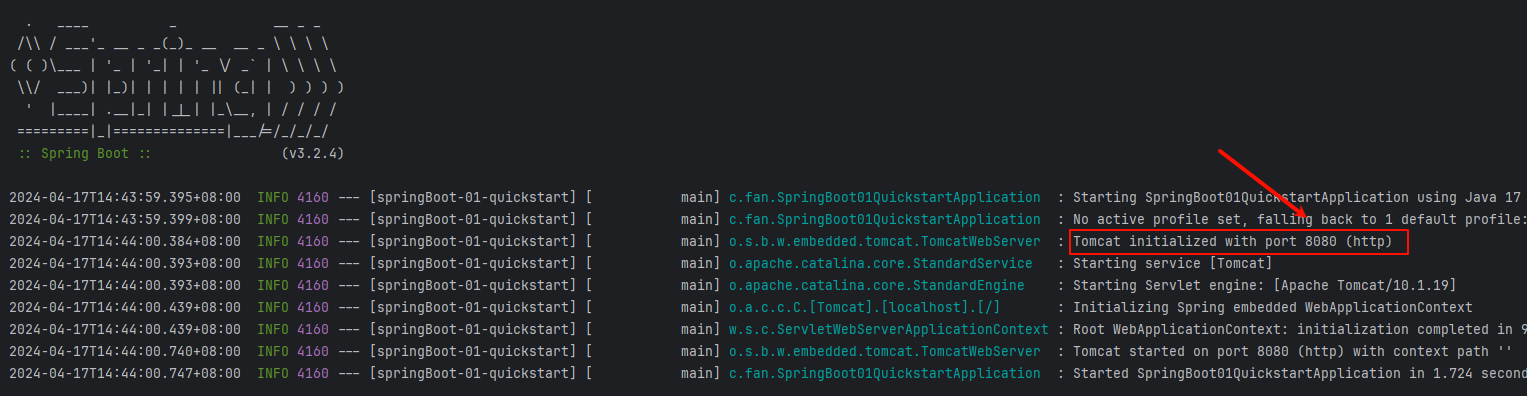 .   ____          _            __ _ _
 /\\ / ___'_ __ _ _(_)_ __  __ _ \ \ \ \
( ( )\___ | '_ | '_| | '_ \/ _` | \ \ \ \
 \\/  ___)| |_)| | | | | || (_| |  ) ) ) )
  '  |____| .__|_| |_|_| |_\__, | / / / /
 =========|_|==============|___/=/_/_/_/
 :: Spring Boot ::                (v3.2.4)
2024-04-17T14:43:59.395+08:00  INFO 4160 --- [springBoot-01-quickstart] [           main] c.fan.SpringBoot01QuickstartApplication  : Starting SpringBoot01QuickstartApplication using Java 17
2024-04-17T14:43:59.399+08:00  INFO 4160 --- [springBoot-01-quickstart] [           main] c.fan.SpringBoot01QuickstartApplication  : No active profile set, falling back to 1 default profile:
2024-04-17T14:44:00.384+08:00  INFO 4160 --- [springBoot-01-quickstart] [           main] o.s.b.w.embedded.tomcat.TomcatWebServer  : Tomcat initialized with port 8080 (http)
2024-04-17T14:44:00.393+08:00  INFO 4160 --- [springBoot-01-quickstart] [           main] o.apache.catalina.core.StandardService   : Starting service [Tomcat]
2024-04-17T14:44:00.393+08:00  INFO 4160 --- [springBoot-01-quickstart] [           main] o.apache.catalina.core.StandardEngine    : Starting Servlet engine: [Apache Tomcat/10.1.19]
2024-04-17T14:44:00.439+08:00  INFO 4160 --- [springBoot-01-quickstart] [           main] o.a.c.c.C.[Tomcat].[localhost].[/]       : Initializing Spring embedded WebApplicationContext
2024-04-17T14:44:00.439+08:00  INFO 4160 --- [springBoot-01-quickstart] [           main] w.s.c.ServletWebServerApplicationContext : Root WebApplicationContext: initialization completed in 9
2024-04-17T14:44:00.740+08:00  INFO 4160 --- [springBoot-01-quickstart] [           main] o.s.b.w.embedded.tomcat.TomcatWebServer  : Tomcat started on port 8080 (http) with context path ''
2024-04-17T14:44:00.747+08:00  INFO 4160 --- [springBoot-01-quickstart] [           main] c.fan.SpringBoot01QuickstartApplication  : Started SpringBoot01QuickstartApplication in 1.724 second